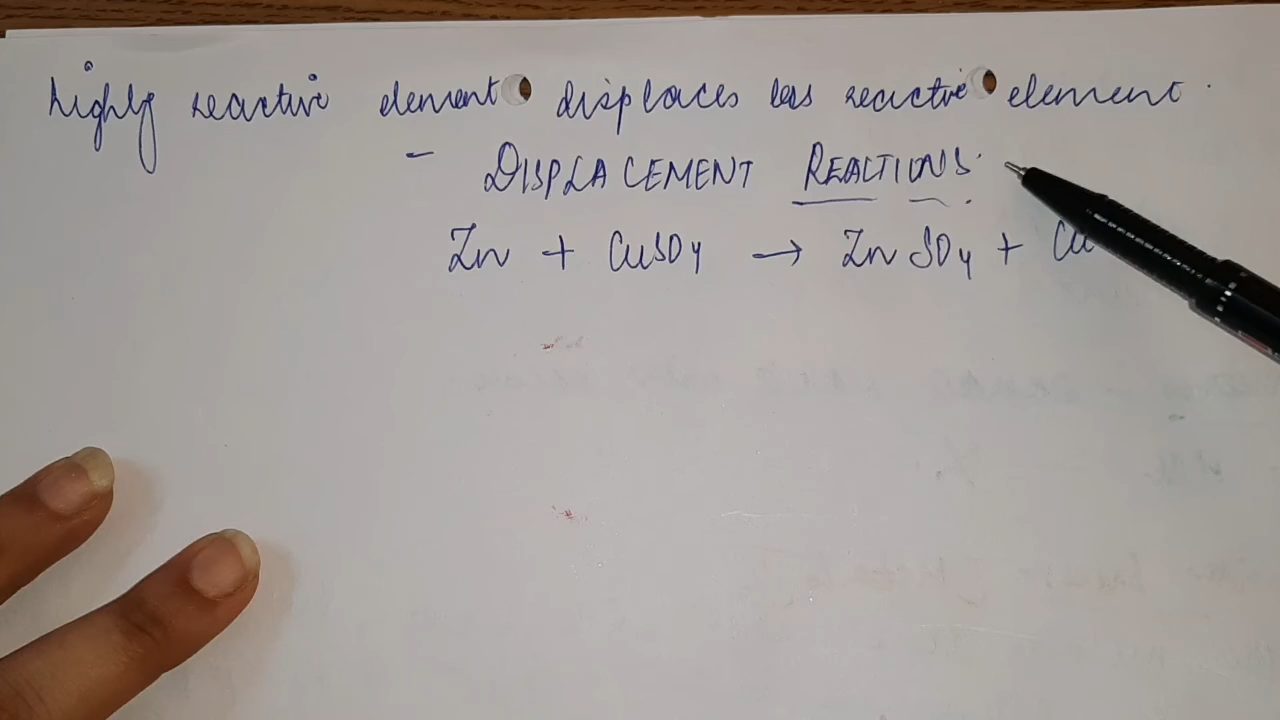 highly reactive element displaces less reactive element.
- DISPLACEMENT REACTIONS.
Zn + CuSO4 → ZnSO4 + Cu